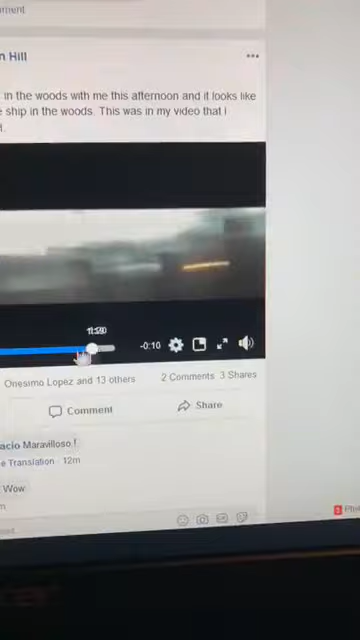 n Hill
in the woods with me this afternoon and it looks like
ship in the woods. This was in my video that I
-0:10
Onesimo Lopez and 13 others 2 Comments 3 Shares
Comment Share
acio Maravilloso !
e Translation · 12m
Wow